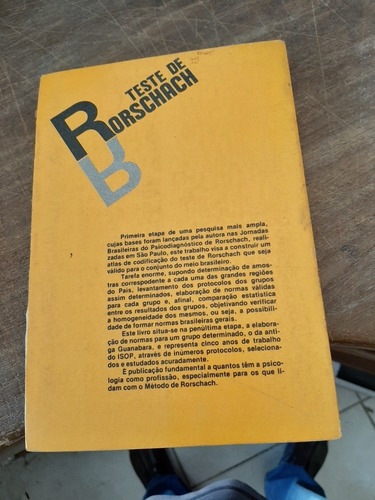 TESTE DE
RORSCHACH
Primeira etapa de uma pesquisa mais ampla,
cujas bases foram lançadas pela autora nas Jornadas
Brasileiras do Psicodiagnóstico de Rorschach, reali-
zadas em São Paulo, este trabalho visa a construir um
atlas de codificação do teste de Rorschach que seja
válido para o conjunto do meio brasileiro.
Tarefa enorme, supondo determinação de amos-
tras correspodente a cada uma das grandes regiões
do País, levantamento dos protocolos dos grupos
assim determinados, elaboração de normas válidas
para cada grupo e, afinal, comparação estatística
entre os resultados dos grupos, objetivando verificar
a homogeneidade dos mesmos, ou seja, a possibili-
dade de formar normas brasileiras gerais.
Este livro situa-se na penúltima etapa, a elabora-
ção de normas para um grupo determinado, o da anti-
ga Guanabara, e representa cinco anos de trabalho
do ISOP, através de inúmeros protocolos, seleciona-
dos e estudados acuradamente.
É publicação fundamental a quantos têm a psico-
logia como profissão, especialmente para os que li-
dam com o Método de Rorschach.